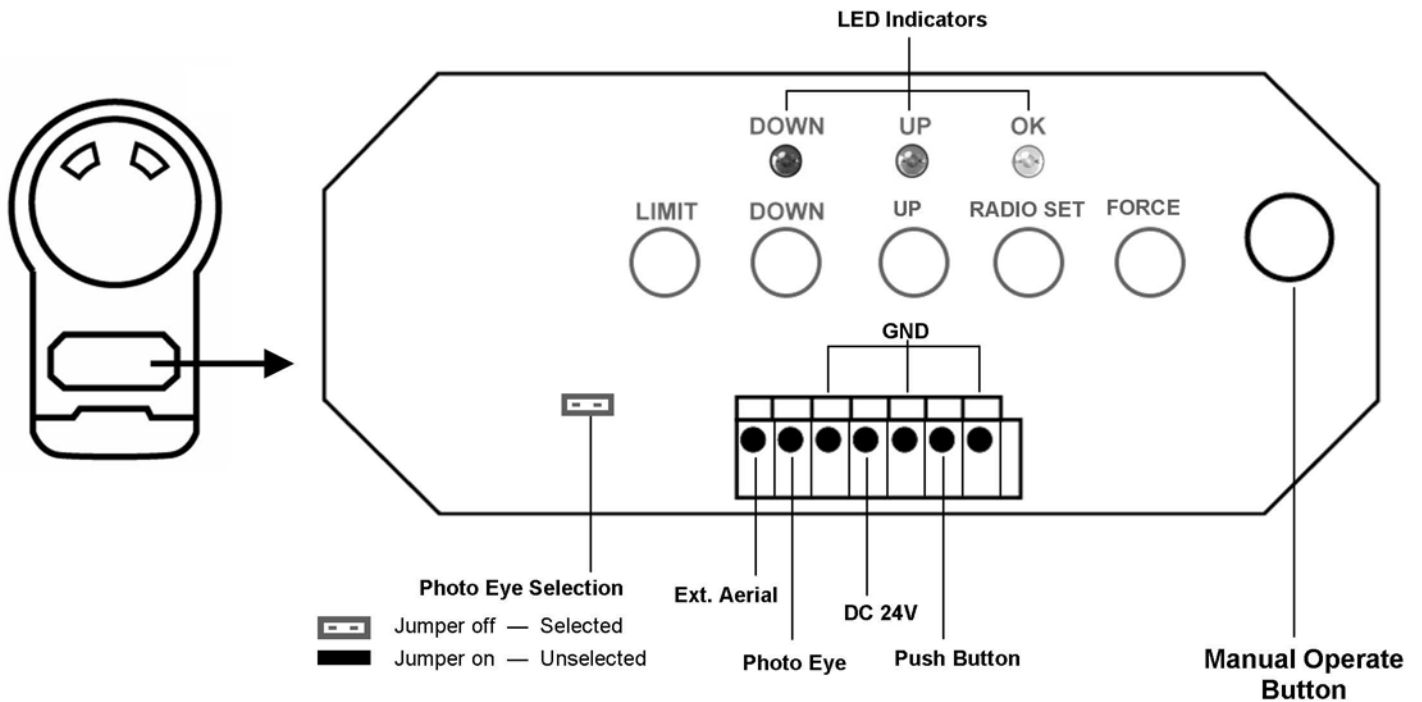 LED Indicators
DOWN UP OK
LIMIT DOWN UP RADIO SET FORCE
GND
Photo Eye Selection
Jumper off — Selected
Jumper on — Unselected
Ext. Aerial
Photo Eye
DC 24V
Push Button
Manual Operate
Button